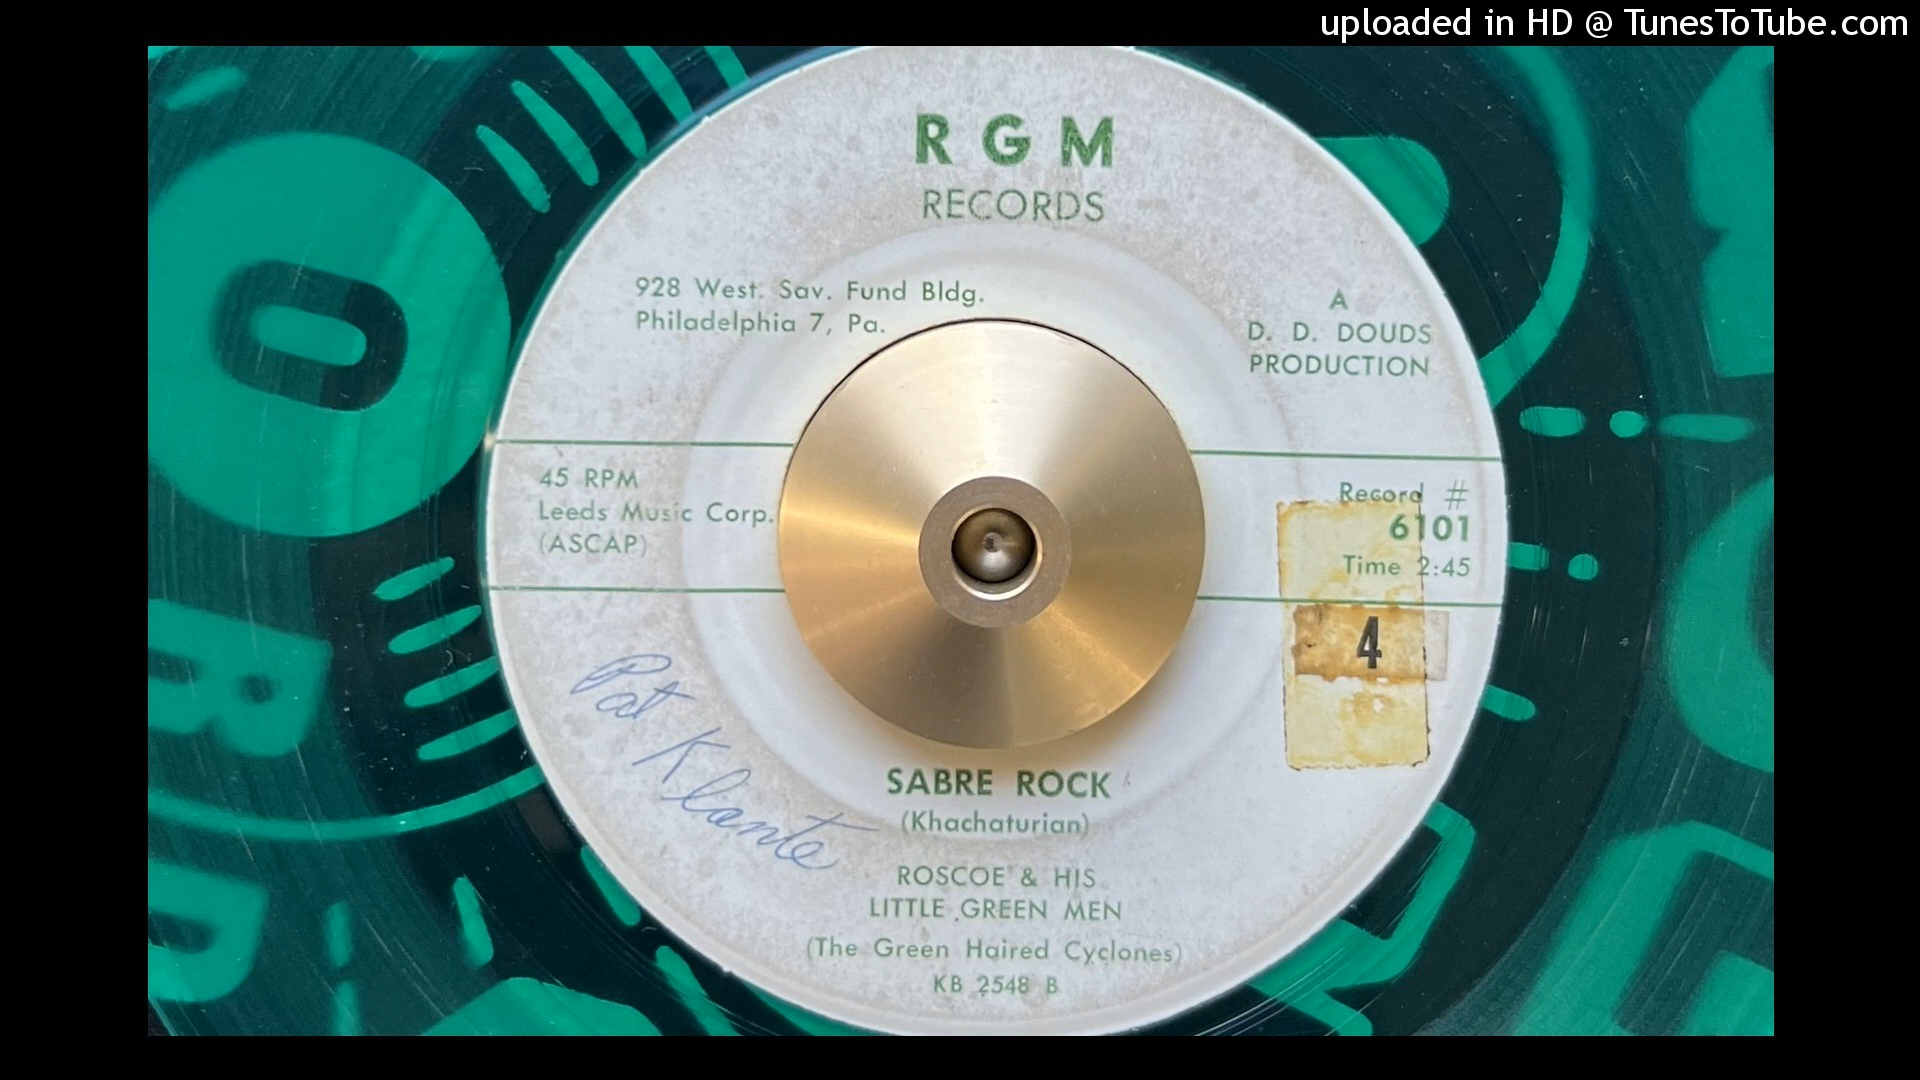 uploaded in HD @ TunesToTube.com
R G M
RECORDS
928 West. Sav. Fund Bldg.
Philadelphia 7, Pa.
A
D. D. DOUDS
PRODUCTION
45 RPM
Leeds Music Corp.
(ASCAP)
Record #
6101
Time 2:45
4
Pat Klante
SABRE ROCK
(Khachaturian)
ROSCOE & HIS
LITTLE GREEN MEN
(The Green Haired Cyclones)
KB 2548 B